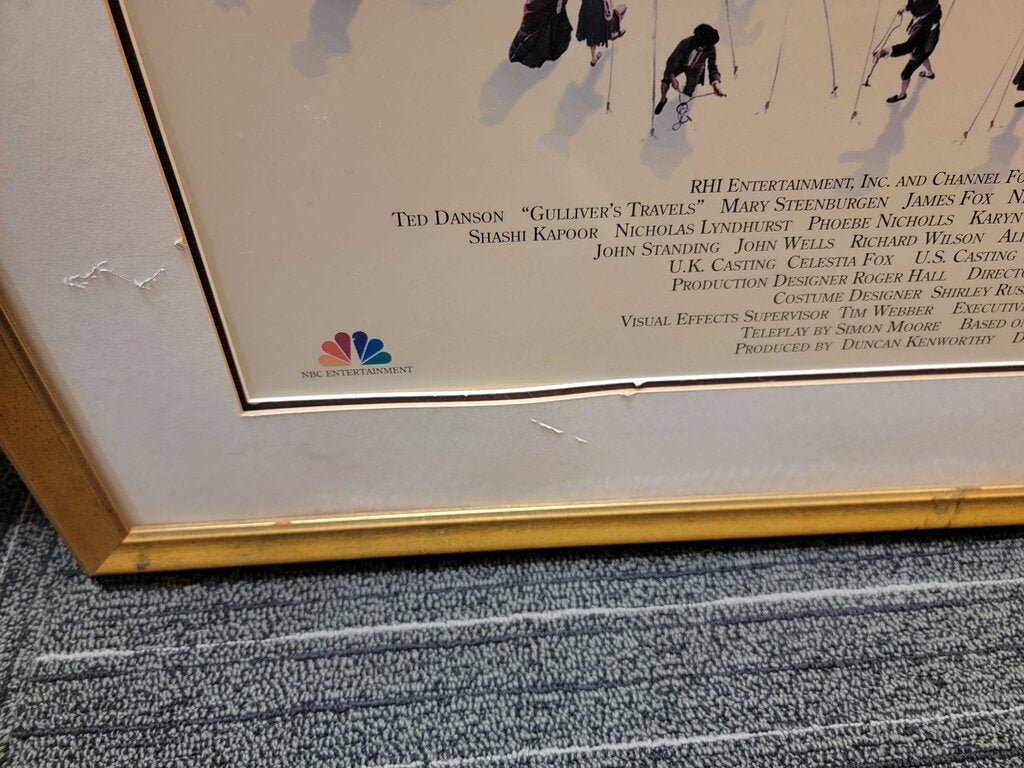 RHI ENTERTAINMENT, INC. AND CHANNEL
TED DANSON "GULLIVER'S TRAVELS" MARY STEENBURGEN JAMES FOX
SHASHI KAPOOR NICHOLAS LYNDHURST PHOEBE NICHOLLS KARYN
JOHN STANDING JOHN WELLS RICHARD WILSON
U.K. CASTING CELESTIA FOX U.S. CASTING
PRODUCTION DESIGNER ROGER HALL
COSTUME DESIGNER SHIRLEY
VISUAL EFFECTS SUPERVISOR TIM WEBBER
TELEPLAY BY SIMON MOORE BASED
PRODUCED BY DUNCAN KENWORTHY
NBC ENTERTAINMENT